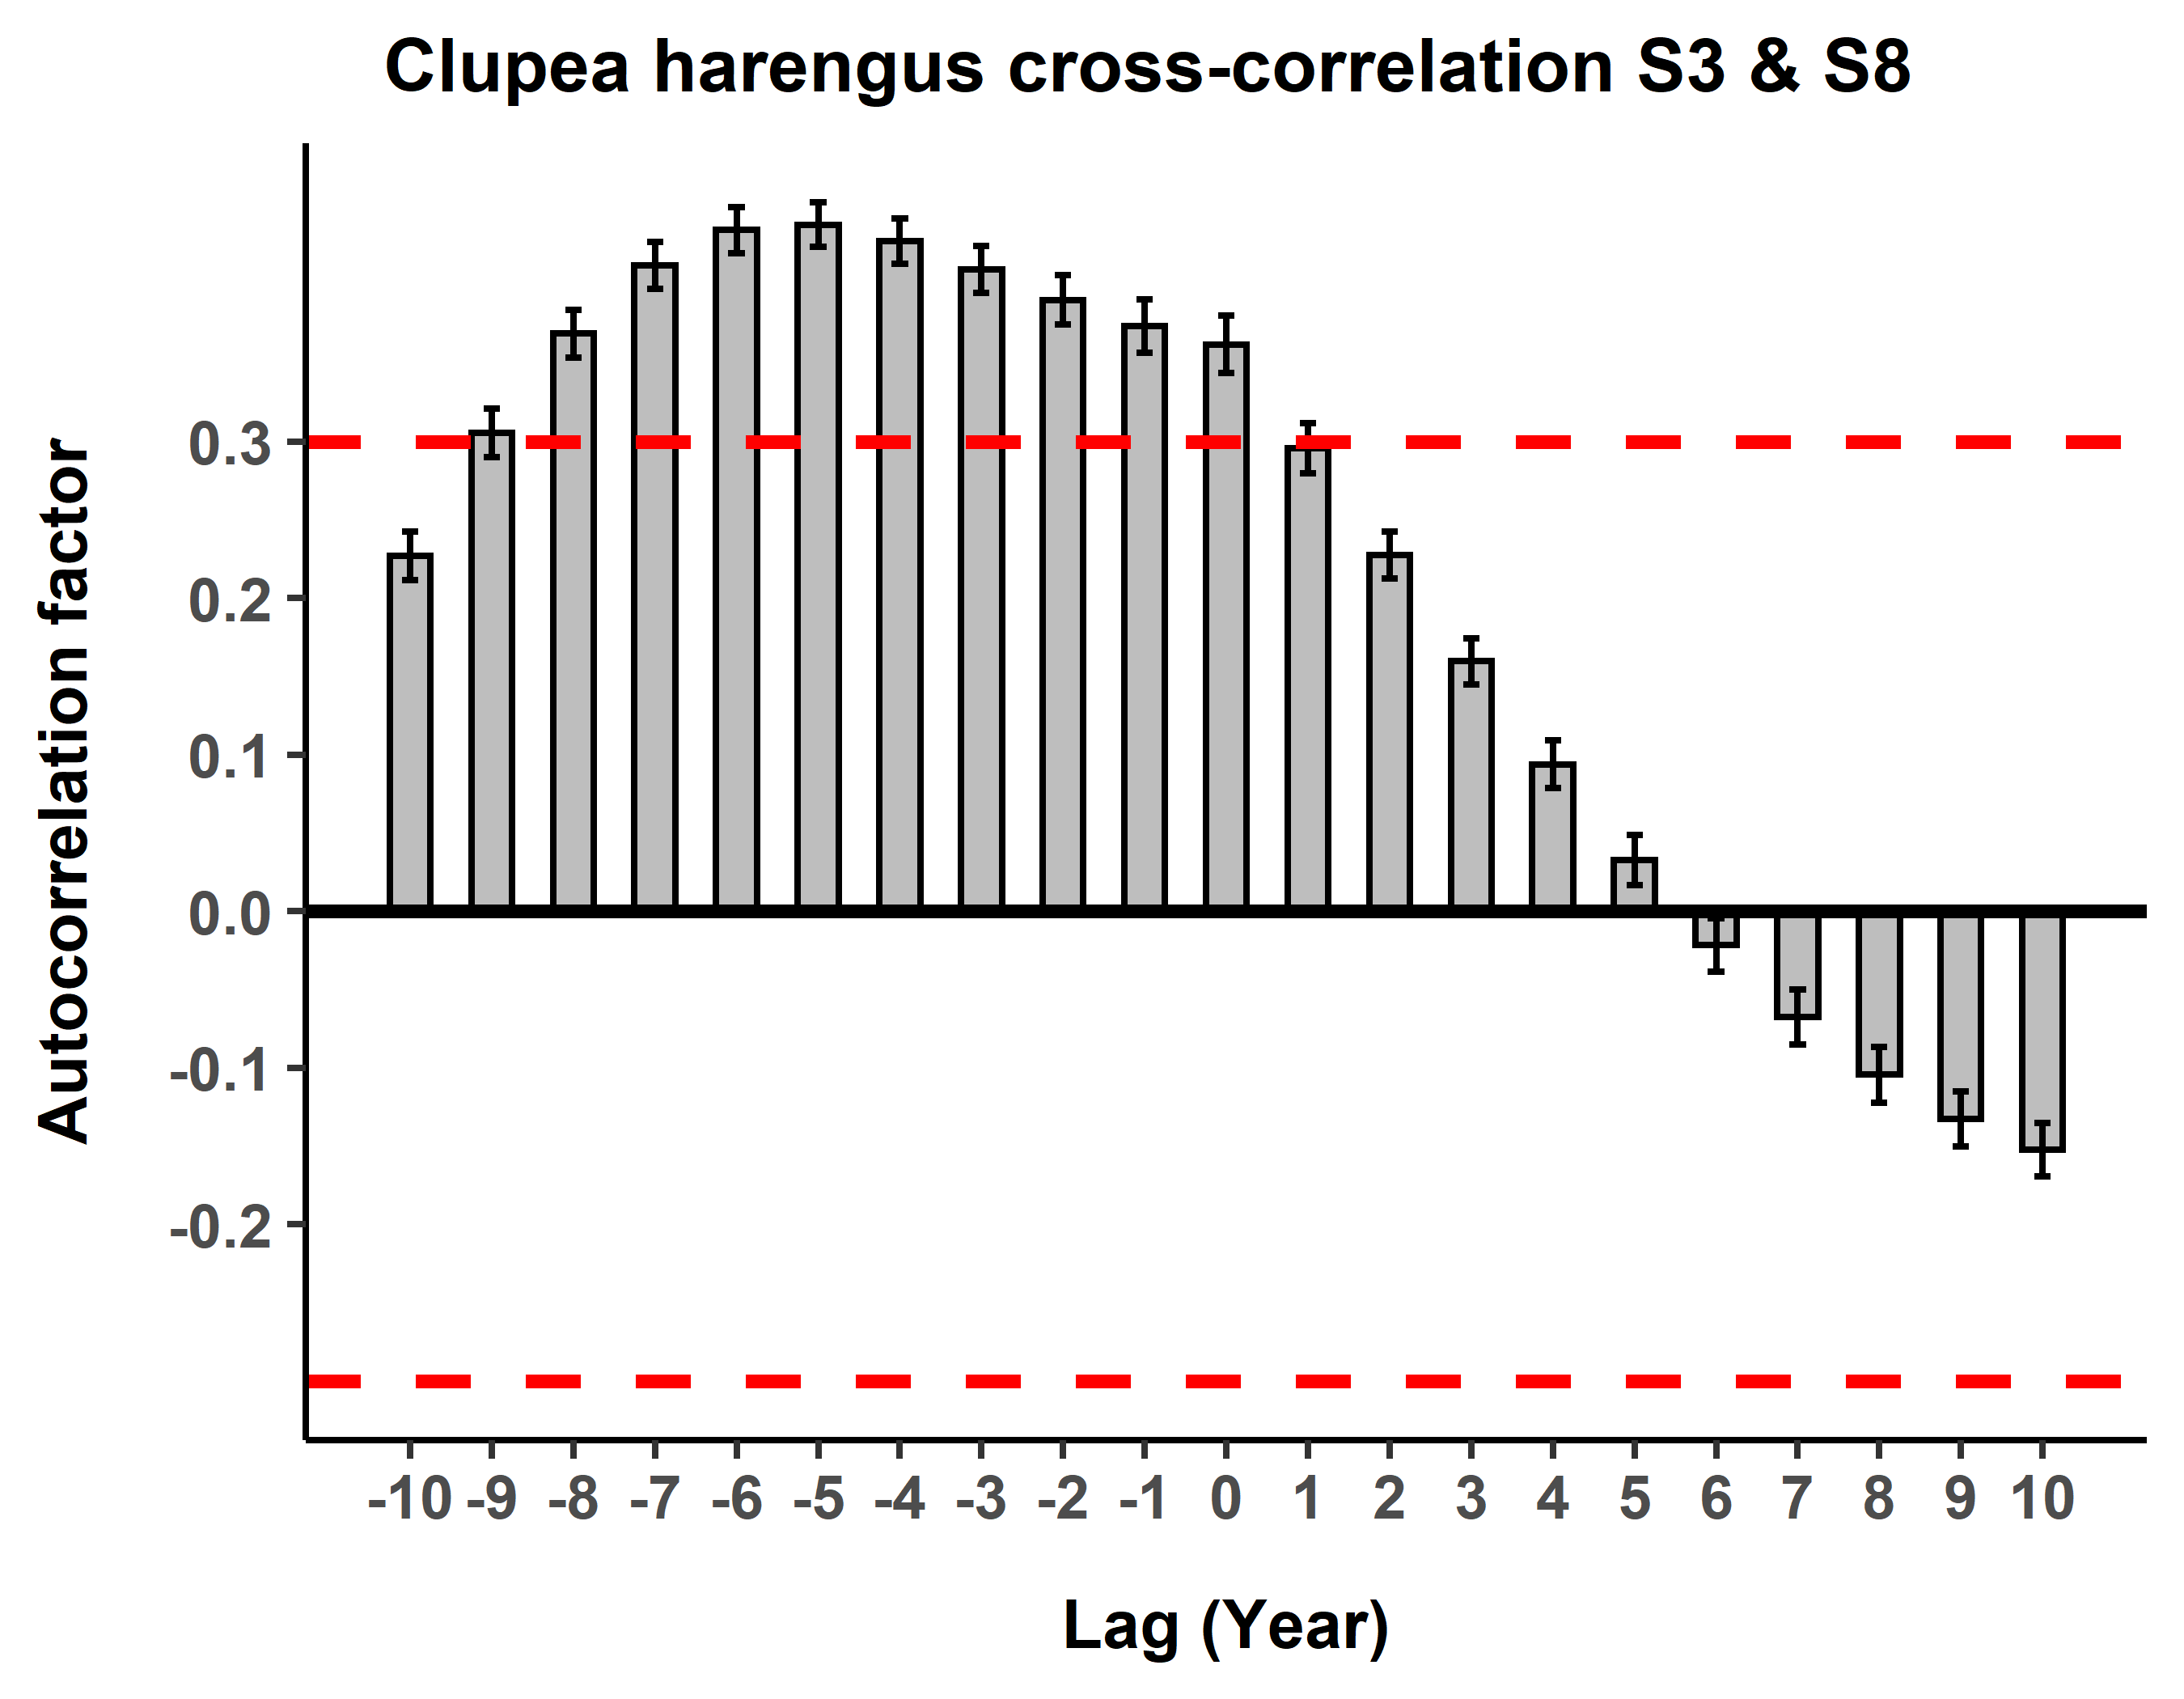 Clupea harengus cross-correlation S3 & S8
Autocorrelation factor
0.3
0.2
0.1
0.0
-0.1
-0.2
-10 -9 -8 -7 -6 -5 -4 -3 -2 -1 0 1 2 3 4 5 6 7 8 9 10
Lag (Year)